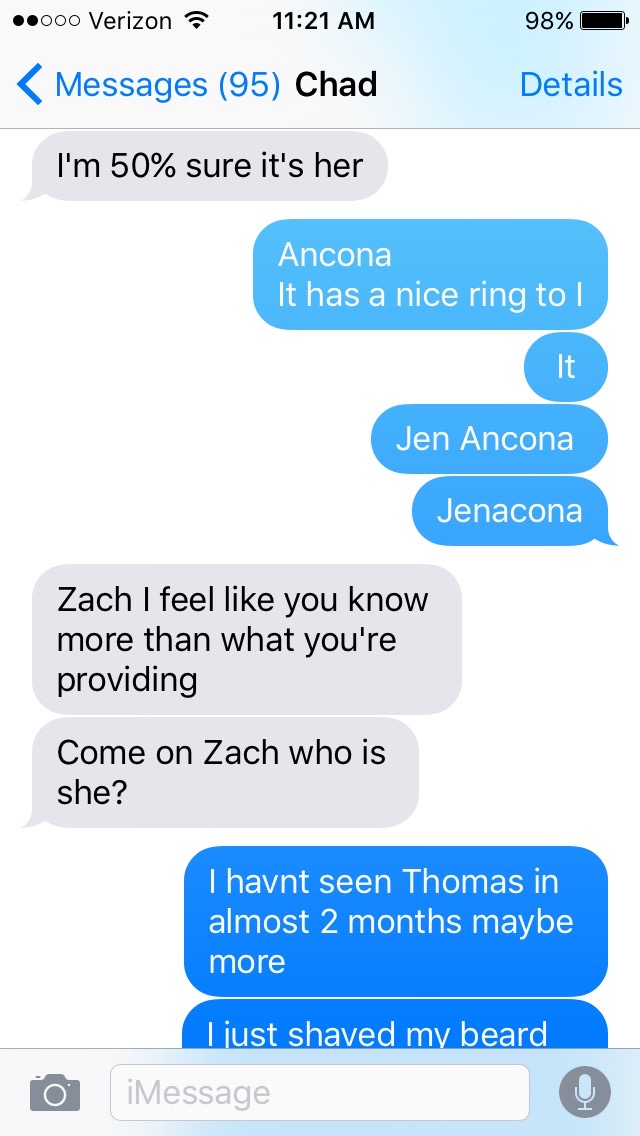 Verizon 11:21 AM 98%
Messages (95) Chad Details
I'm 50% sure it's her
Ancona
It has a nice ring to I
It
Jen Ancona
Jenacona
Zach I feel like you know
more than what you're
providing
Come on Zach who is
she?
I havnt seen Thomas in
almost 2 months maybe
more
I just shaved my beard
iMessage